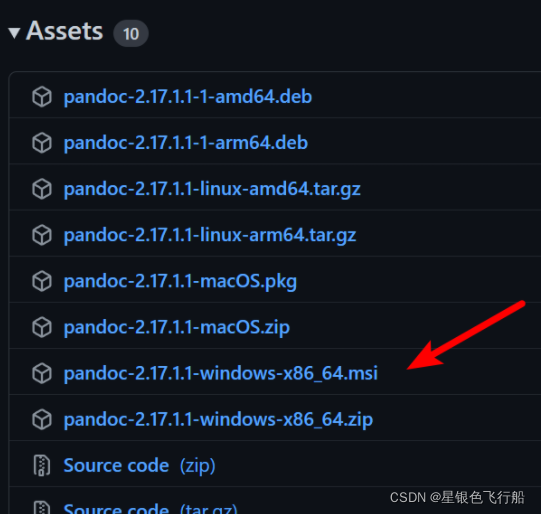 Assets 10
pandoc-2.17.1.1-1-amd64.deb
pandoc-2.17.1.1-1-arm64.deb
pandoc-2.17.1.1-linux-amd64.tar.gz
pandoc-2.17.1.1-linux-arm64.tar.gz
pandoc-2.17.1.1-macOS.pkg
pandoc-2.17.1.1-macOS.zip
pandoc-2.17.1.1-windows-x86_64.msi
pandoc-2.17.1.1-windows-x86_64.zip
Source code (zip)
Source code (tar.gz)
CSDN @星银色飞行船